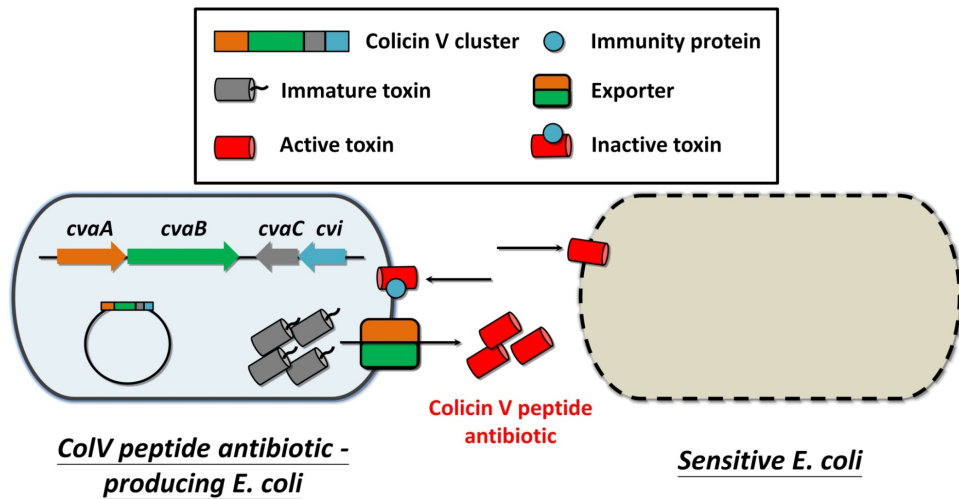 Colicin V cluster
Immunity protein
Immature toxin
Exporter
Active toxin
Inactive toxin
cvaA
cvaB
cvaC
cvi
Colicin V peptide
antibiotic
ColV peptide antibiotic -
producing E. coli
Sensitive E. coli